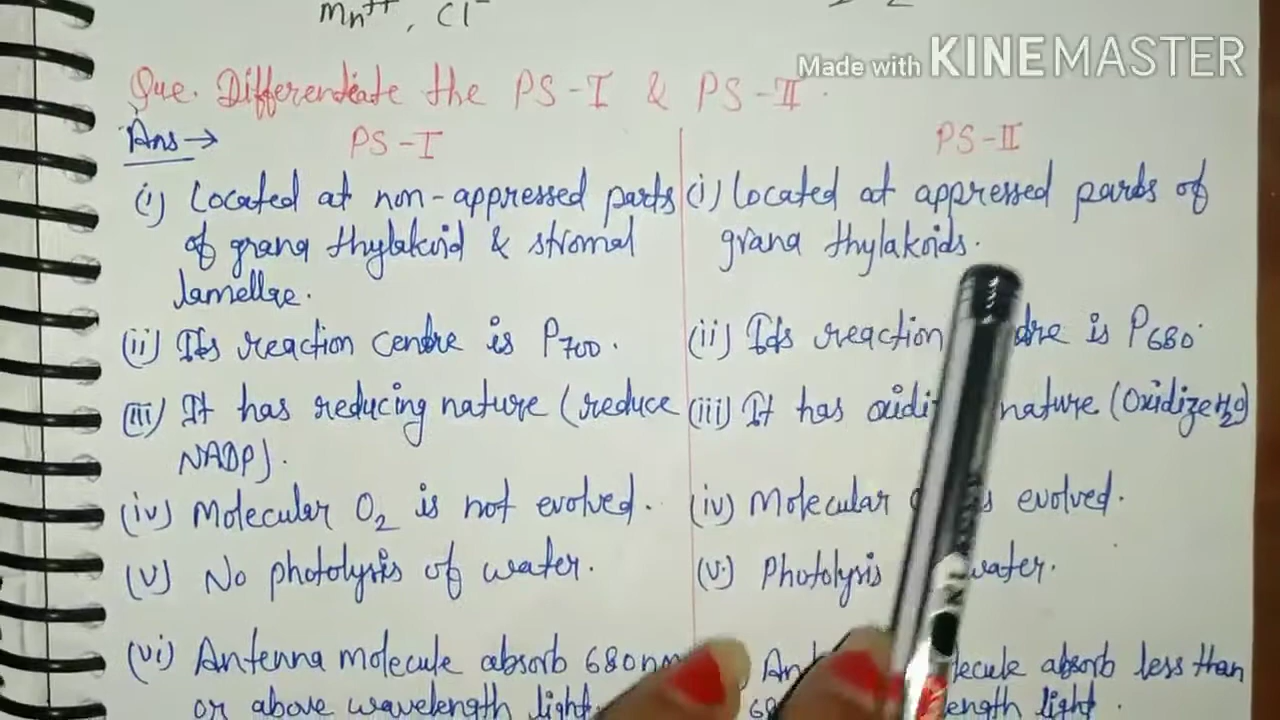 Mn++, Cl-
Made with KINEMASTER
Que. Differentiate the PS-I & PS-II.
Ans → PS-I
(i) Located at non-appressed parts
of grana thylakoid & stromal
lamellae.
(ii) Its reaction centre is P700.
(iii) It has reducing nature (reduce
NADP).
(iv) Molecular O2 is not evolved.
(v) No photolysis of water.
(vi) Antenna molecule absorb 680nm
or above wavelength light.
PS-II
(i) Located at appressed parts of
grana thylakoids.
(ii) Its reaction is P680.
(iii) It has nature (Oxidize H2O)
(iv) Molecular evolved.
(v) Photolysis water.
absorb less than
light.